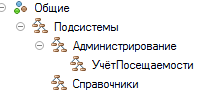 Общие
Подсистемы
Администрирование
УчётПосещаемости
Справочники